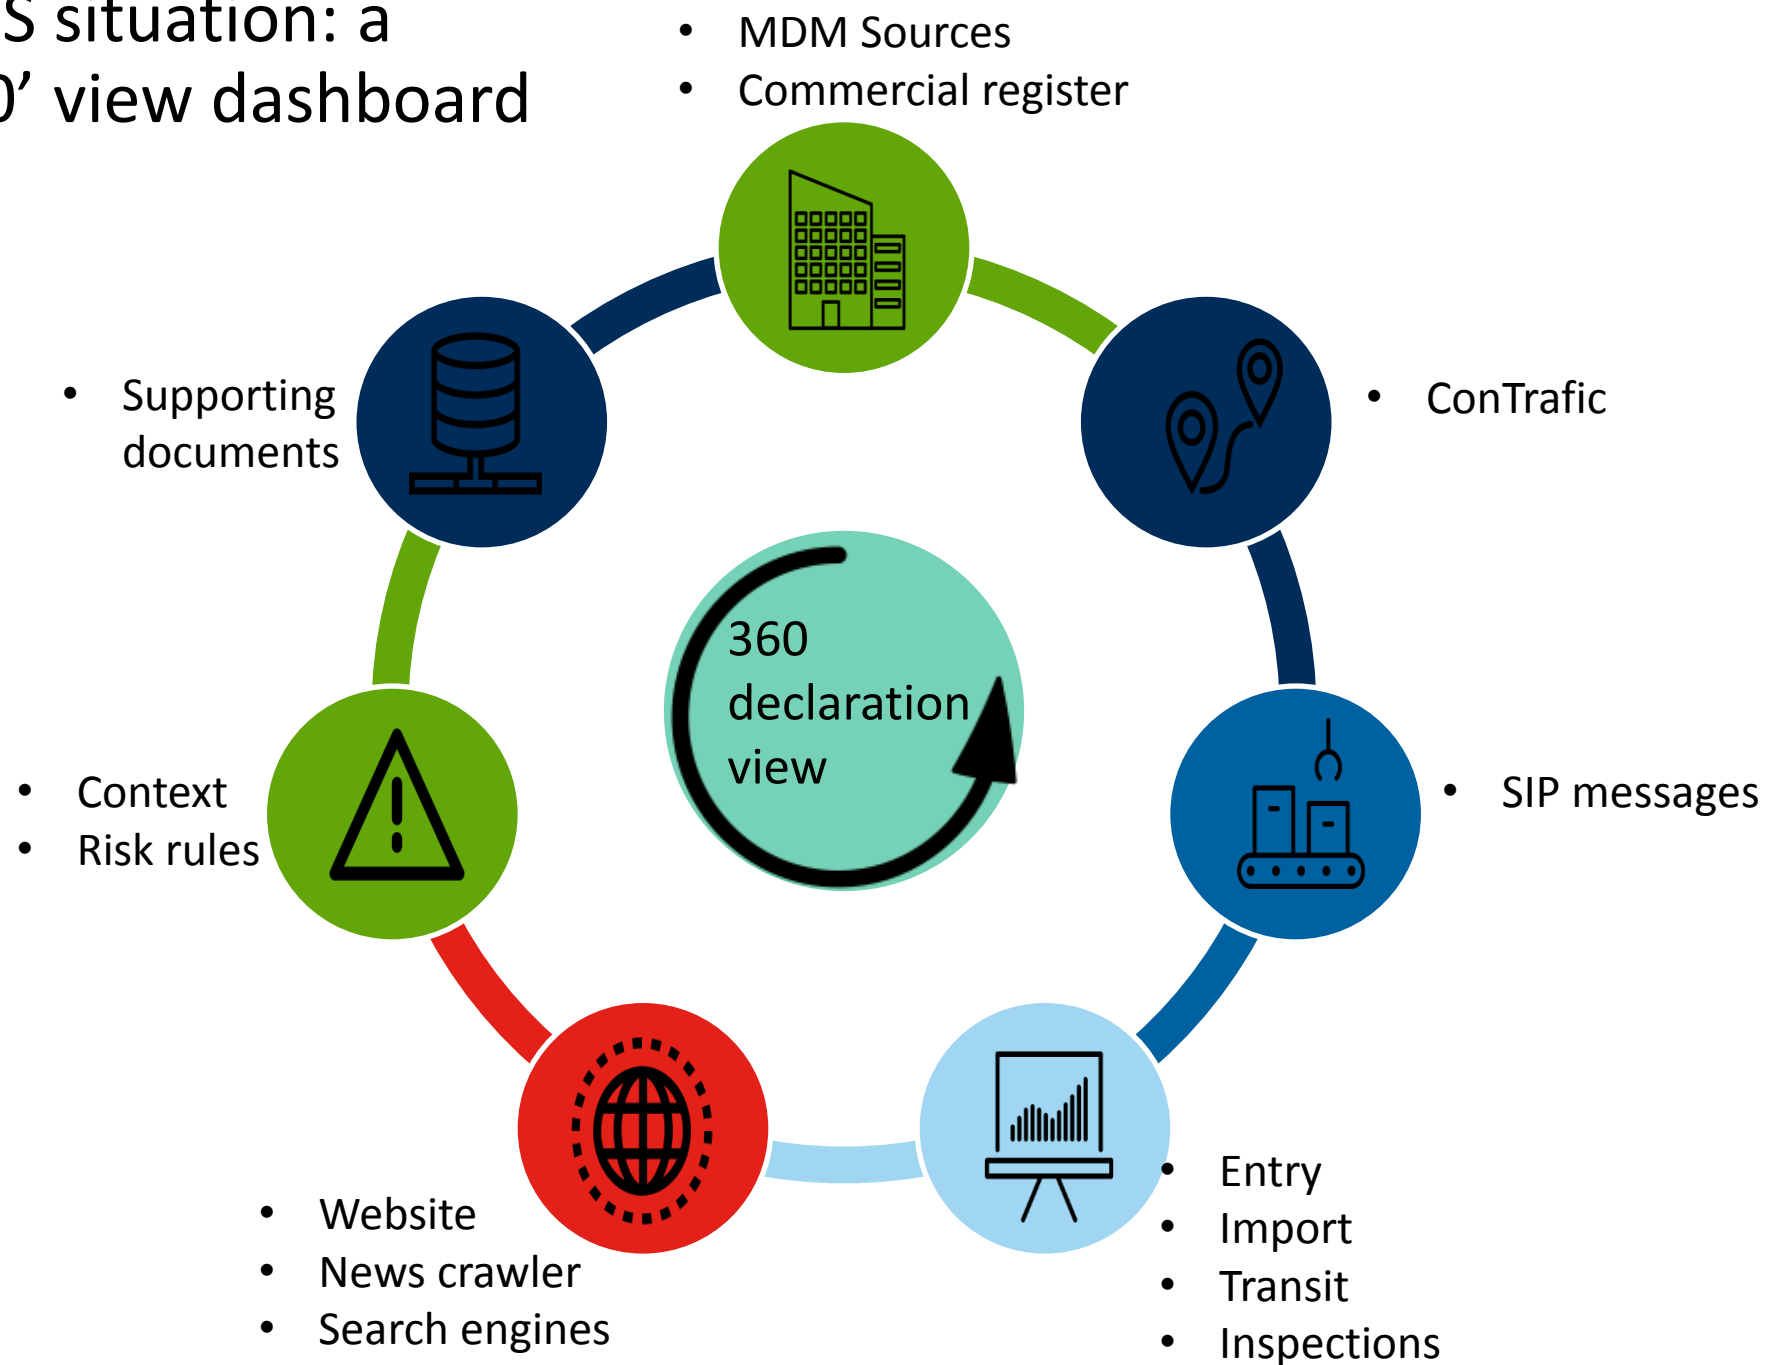 S situation: a
0’ view dashboard
• MDM Sources
• Commercial register
• Supporting
documents
• ConTrafic
360
declaration
view
• Context
• Risk rules
• SIP messages
• Website
• News crawler
• Search engines
• Entry
• Import
• Transit
• Inspections